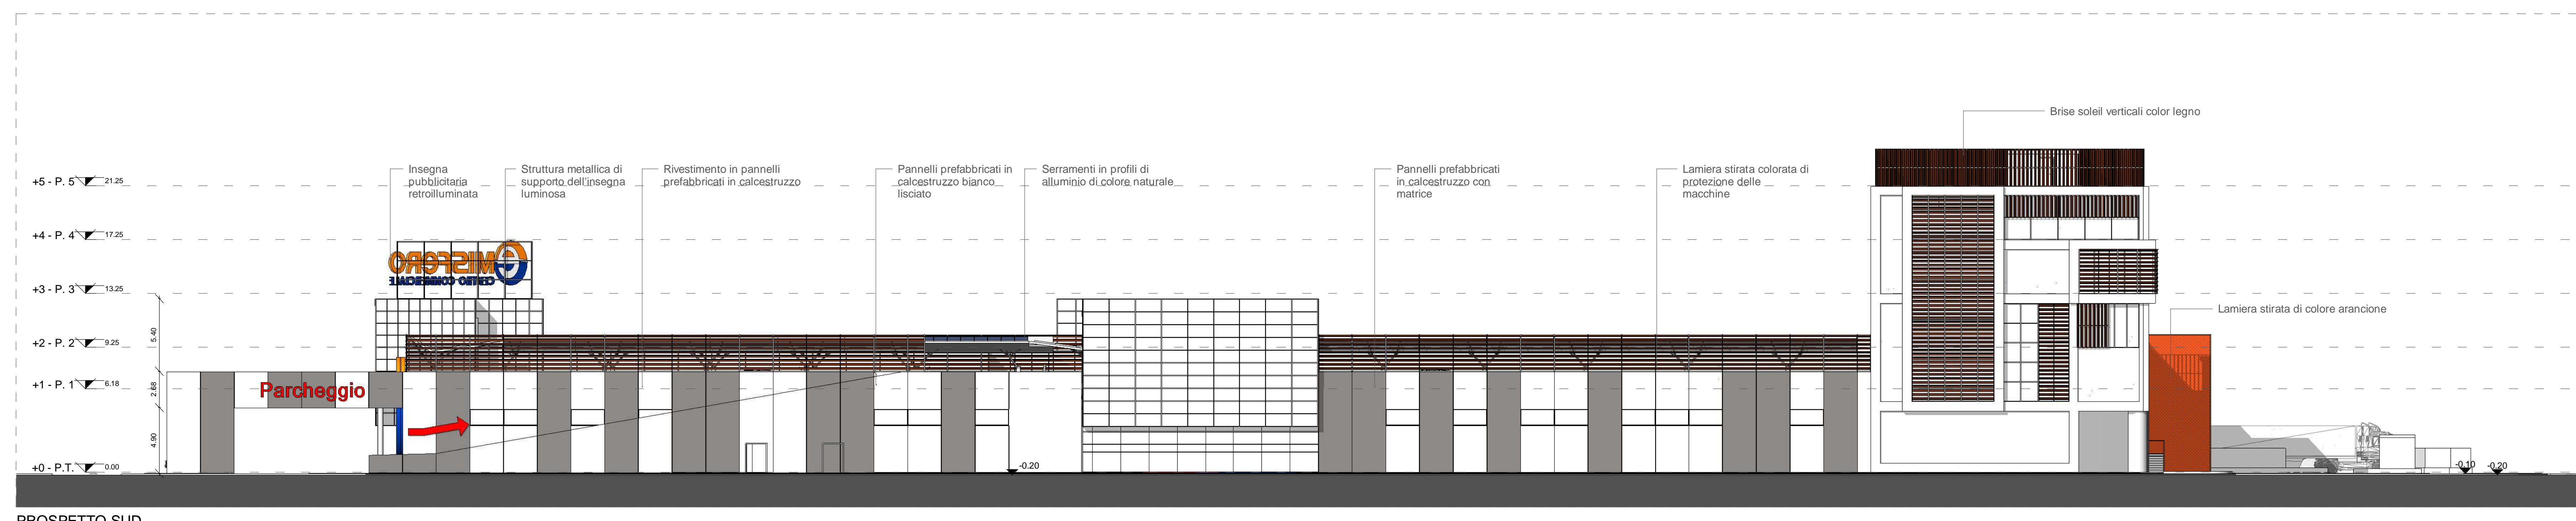 Brise soleil verticali color legno
Insegna
pubblicitaria
retroilluminata
Struttura metallica di
supporto dell'insegna
luminosa
Rivestimento in pannelli
prefabbricati in calcestruzzo
Pannelli prefabbricati in
calcestruzzo bianco
lisciato
Serramenti in profili di
alluminio di colore naturale
Pannelli prefabbricati
in calcestruzzo con
matrice
Lamiera stirata colorata di
protezione delle
macchine
Lamiera stirata di colore arancione
+5 - P. 5 21.25
+4 - P. 4 17.25
+3 - P. 3 13.25
+2 - P. 2 9.25
+1 - P. 1 6.18
+0 - P.T. 0.00
5.40
2.68
4.90
MISTERO
CENTRO COMMERCIALE
Parcheggio
-0.20
-0.10
-0.20
PROSPETTO SUD